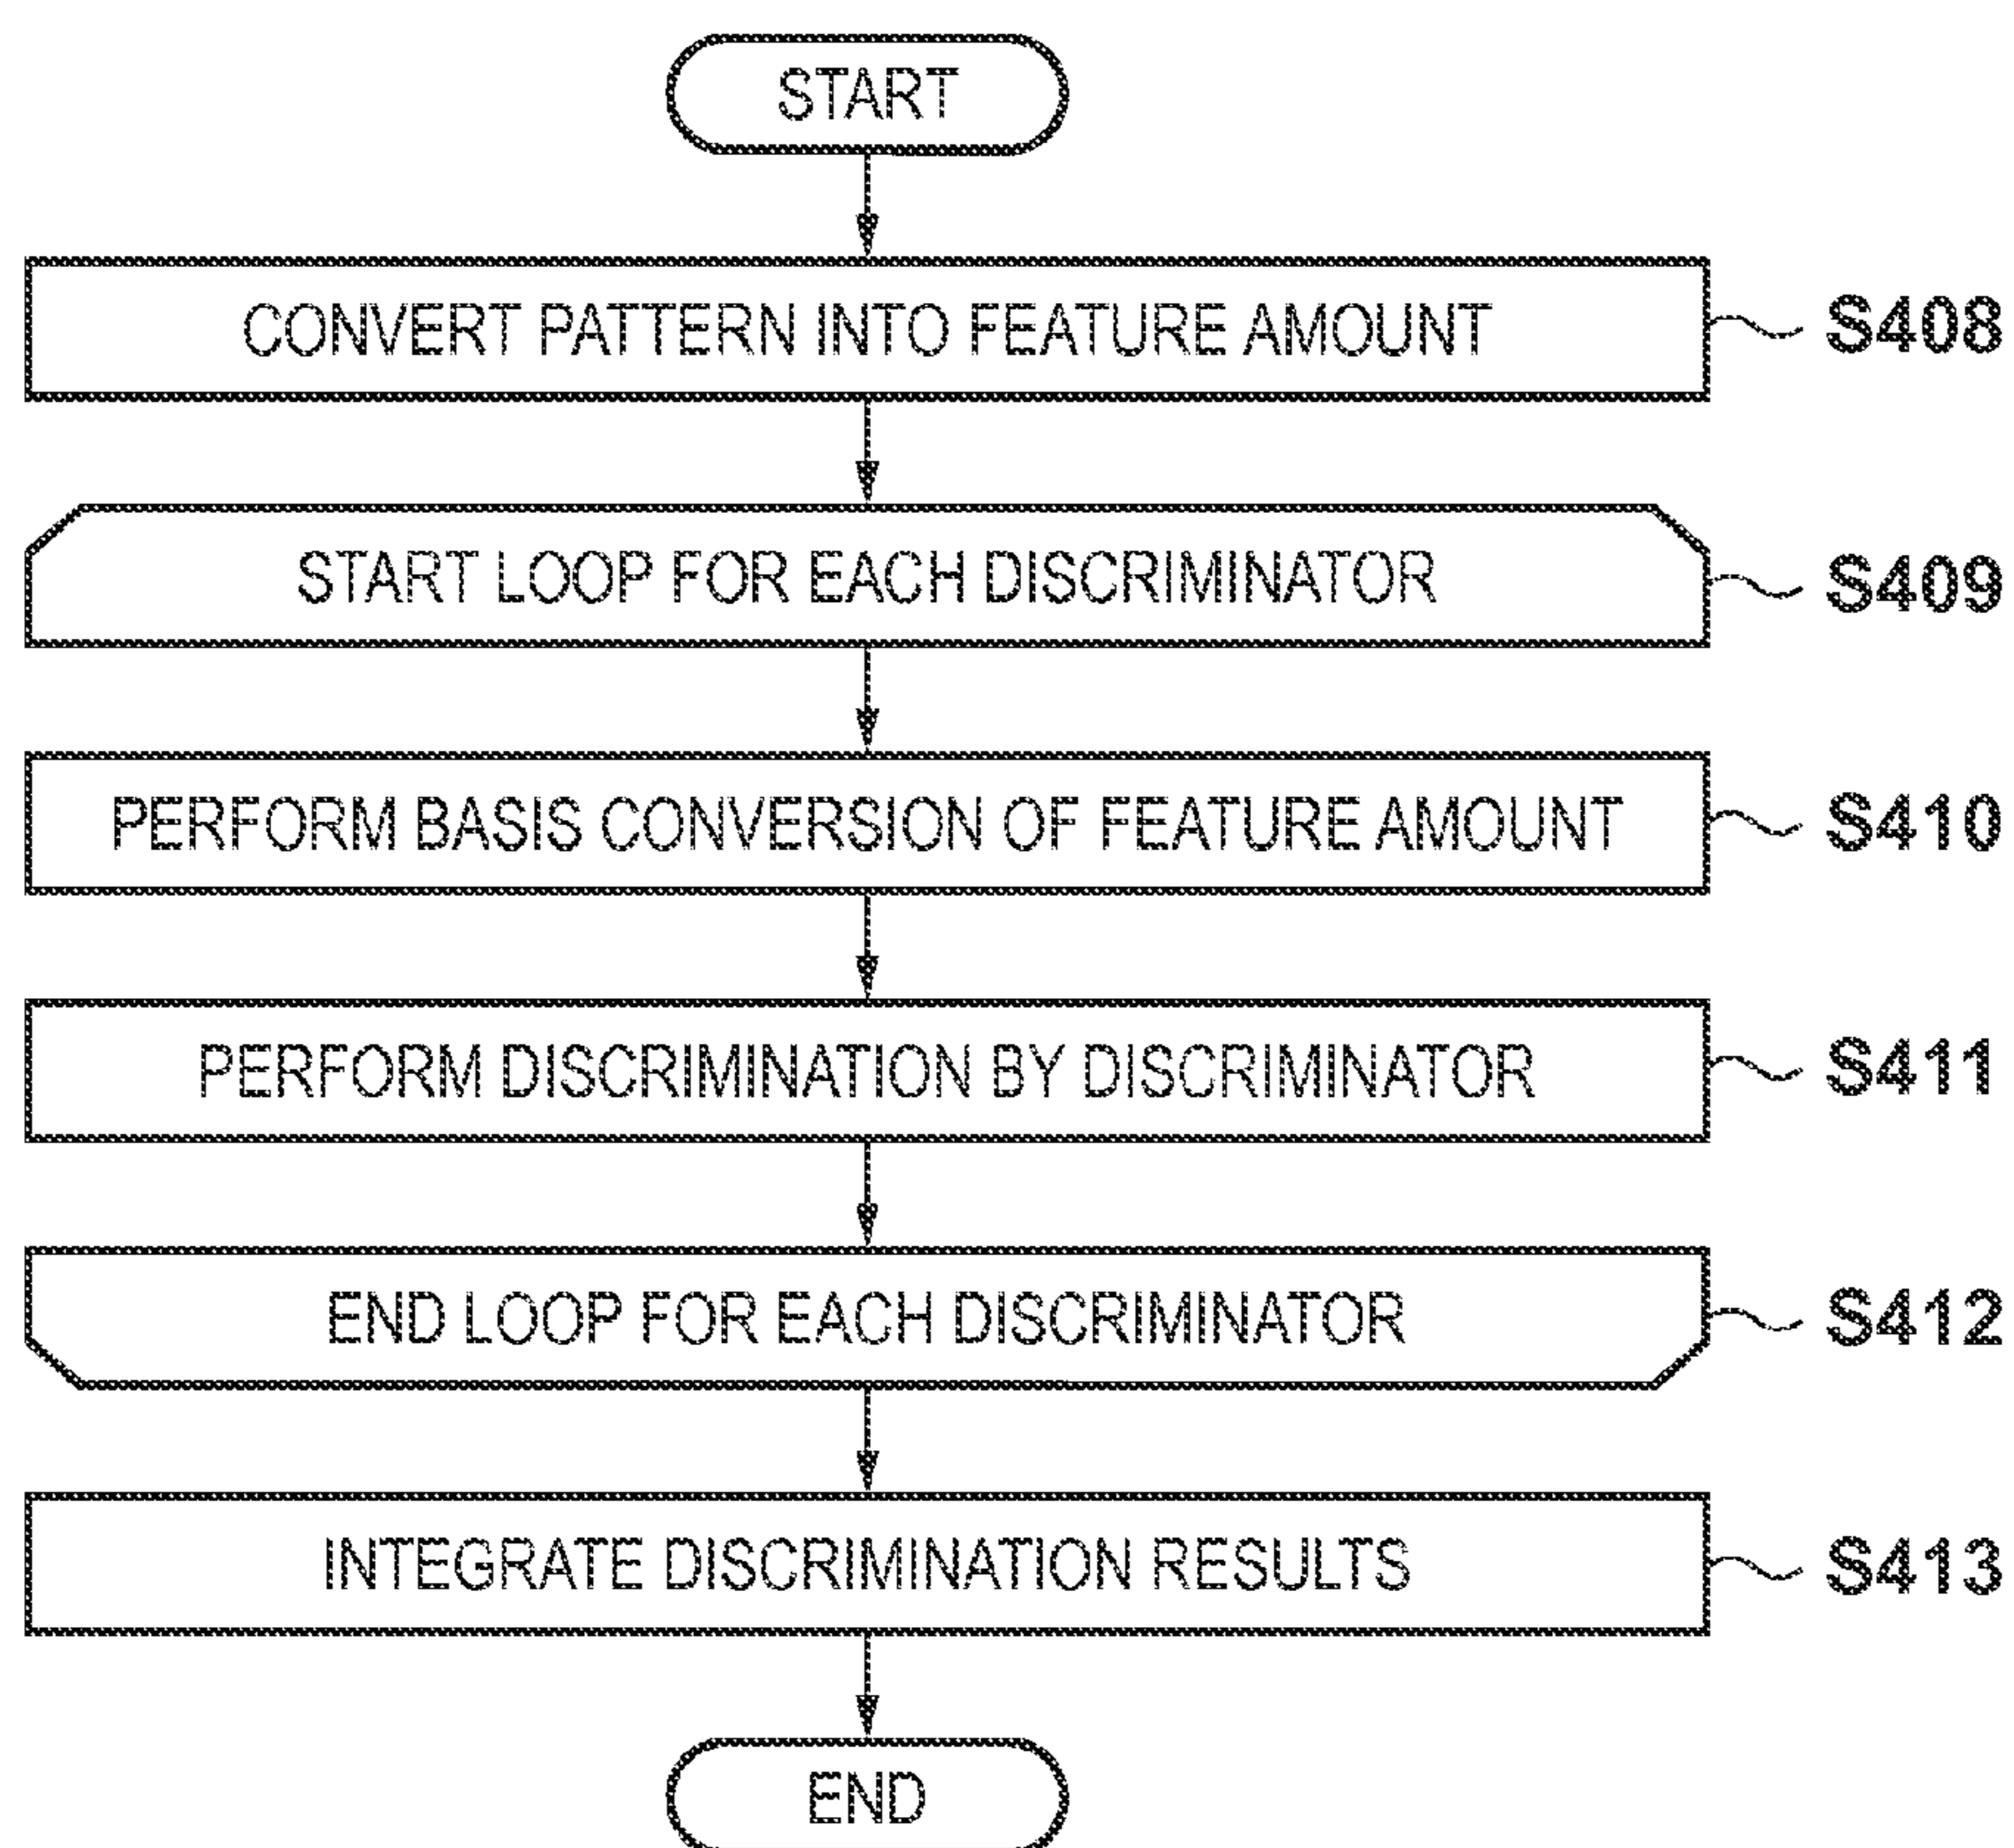 START
CONVERT PATTERN INTO FEATURE AMOUNT
S408
START LOOP FOR EACH DISCRIMINATOR
S409
PERFORM BASIS CONVERSION OF FEATURE AMOUNT
S410
PERFORM DISCRIMINATION BY DISCRIMINATOR
S411
END LOOP FOR EACH DISCRIMINATOR
S412
INTEGRATE DISCRIMINATION RESULTS
S413
END